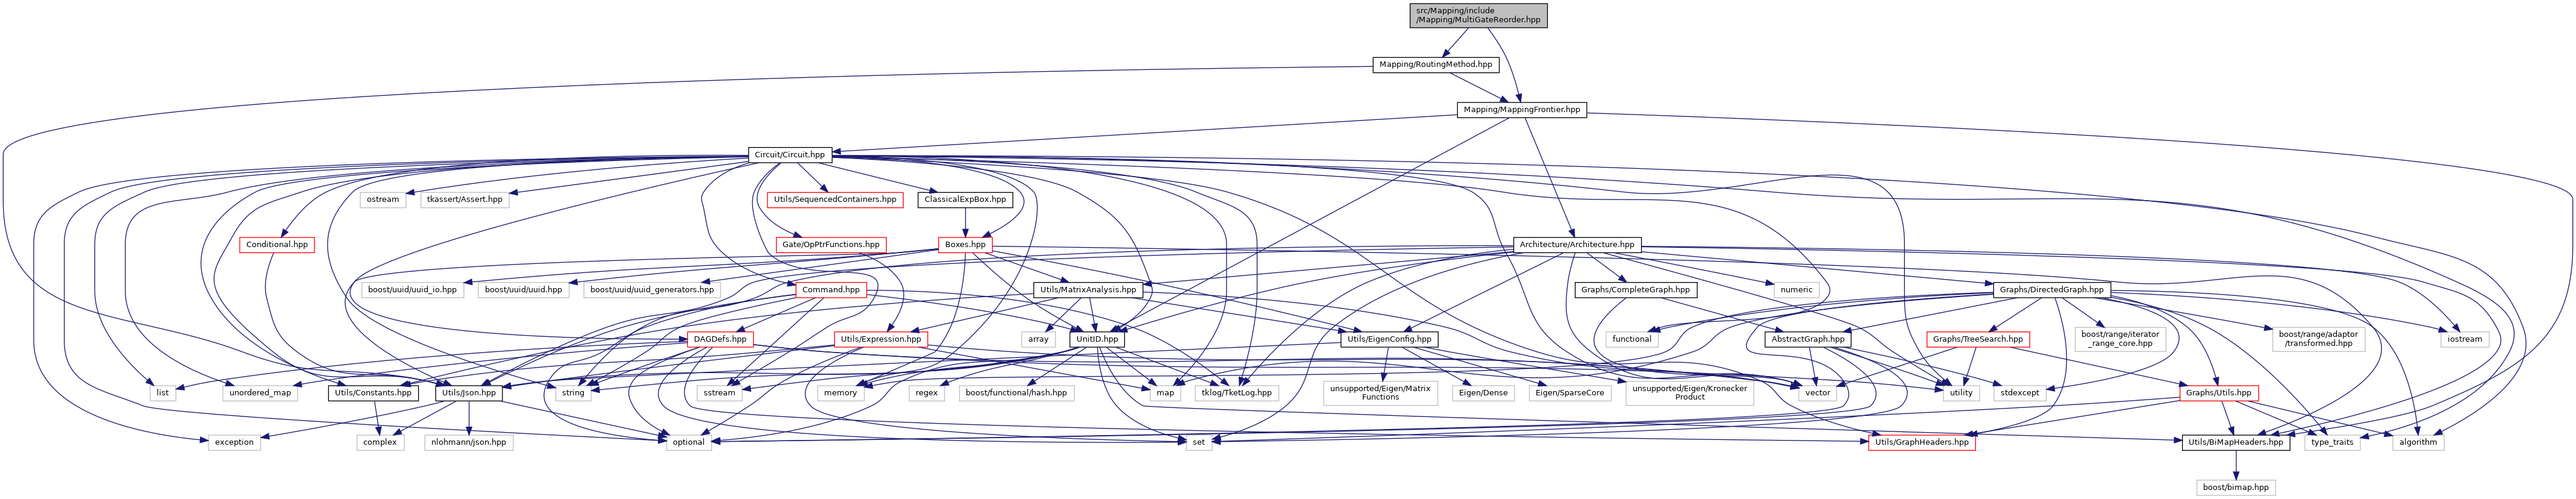 src/Mapping/include
/Mapping/MultiGateReorder.hpp
Mapping/RoutingMethod.hpp
Mapping/MappingFrontier.hpp
Circuit/Circuit.hpp
ostream
tkassert/Assert.hpp
Utils/SequencedContainers.hpp
ClassicalExpBox.hpp
Conditional.hpp
Gate/OpPtrFunctions.hpp
Boxes.hpp
Architecture/Architecture.hpp
boost/uuid/uuid_io.hpp
boost/uuid/uuid.hpp
boost/uuid/uuid_generators.hpp
Command.hpp
Utils/MatrixAnalysis.hpp
Graphs/CompleteGraph.hpp
numeric
Graphs/DirectedGraph.hpp
array
DAGDefs.hpp
Utils/Expression.hpp
UnitID.hpp
Utils/EigenConfig.hpp
AbstractGraph.hpp
functional
Graphs/TreeSearch.hpp
boost/range/iterator
_range_core.hpp
boost/range/adaptor
/transformed.hpp
iostream
list
unordered_map
Utils/Constants.hpp
Utils/Json.hpp
string
sstream
memory
regex
boost/functional/hash.hpp
map
tklog/TketLog.hpp
unsupported/Eigen/Matrix
Functions
Eigen/Dense
Eigen/SparseCore
unsupported/Eigen/Kronecker
Product
vector
utility
stdexcept
Graphs/Utils.hpp
exception
complex
nlohmann/json.hpp
optional
set
Utils/GraphHeaders.hpp
Utils/BiMapHeaders.hpp
type_traits
algorithm
boost/bimap.hpp